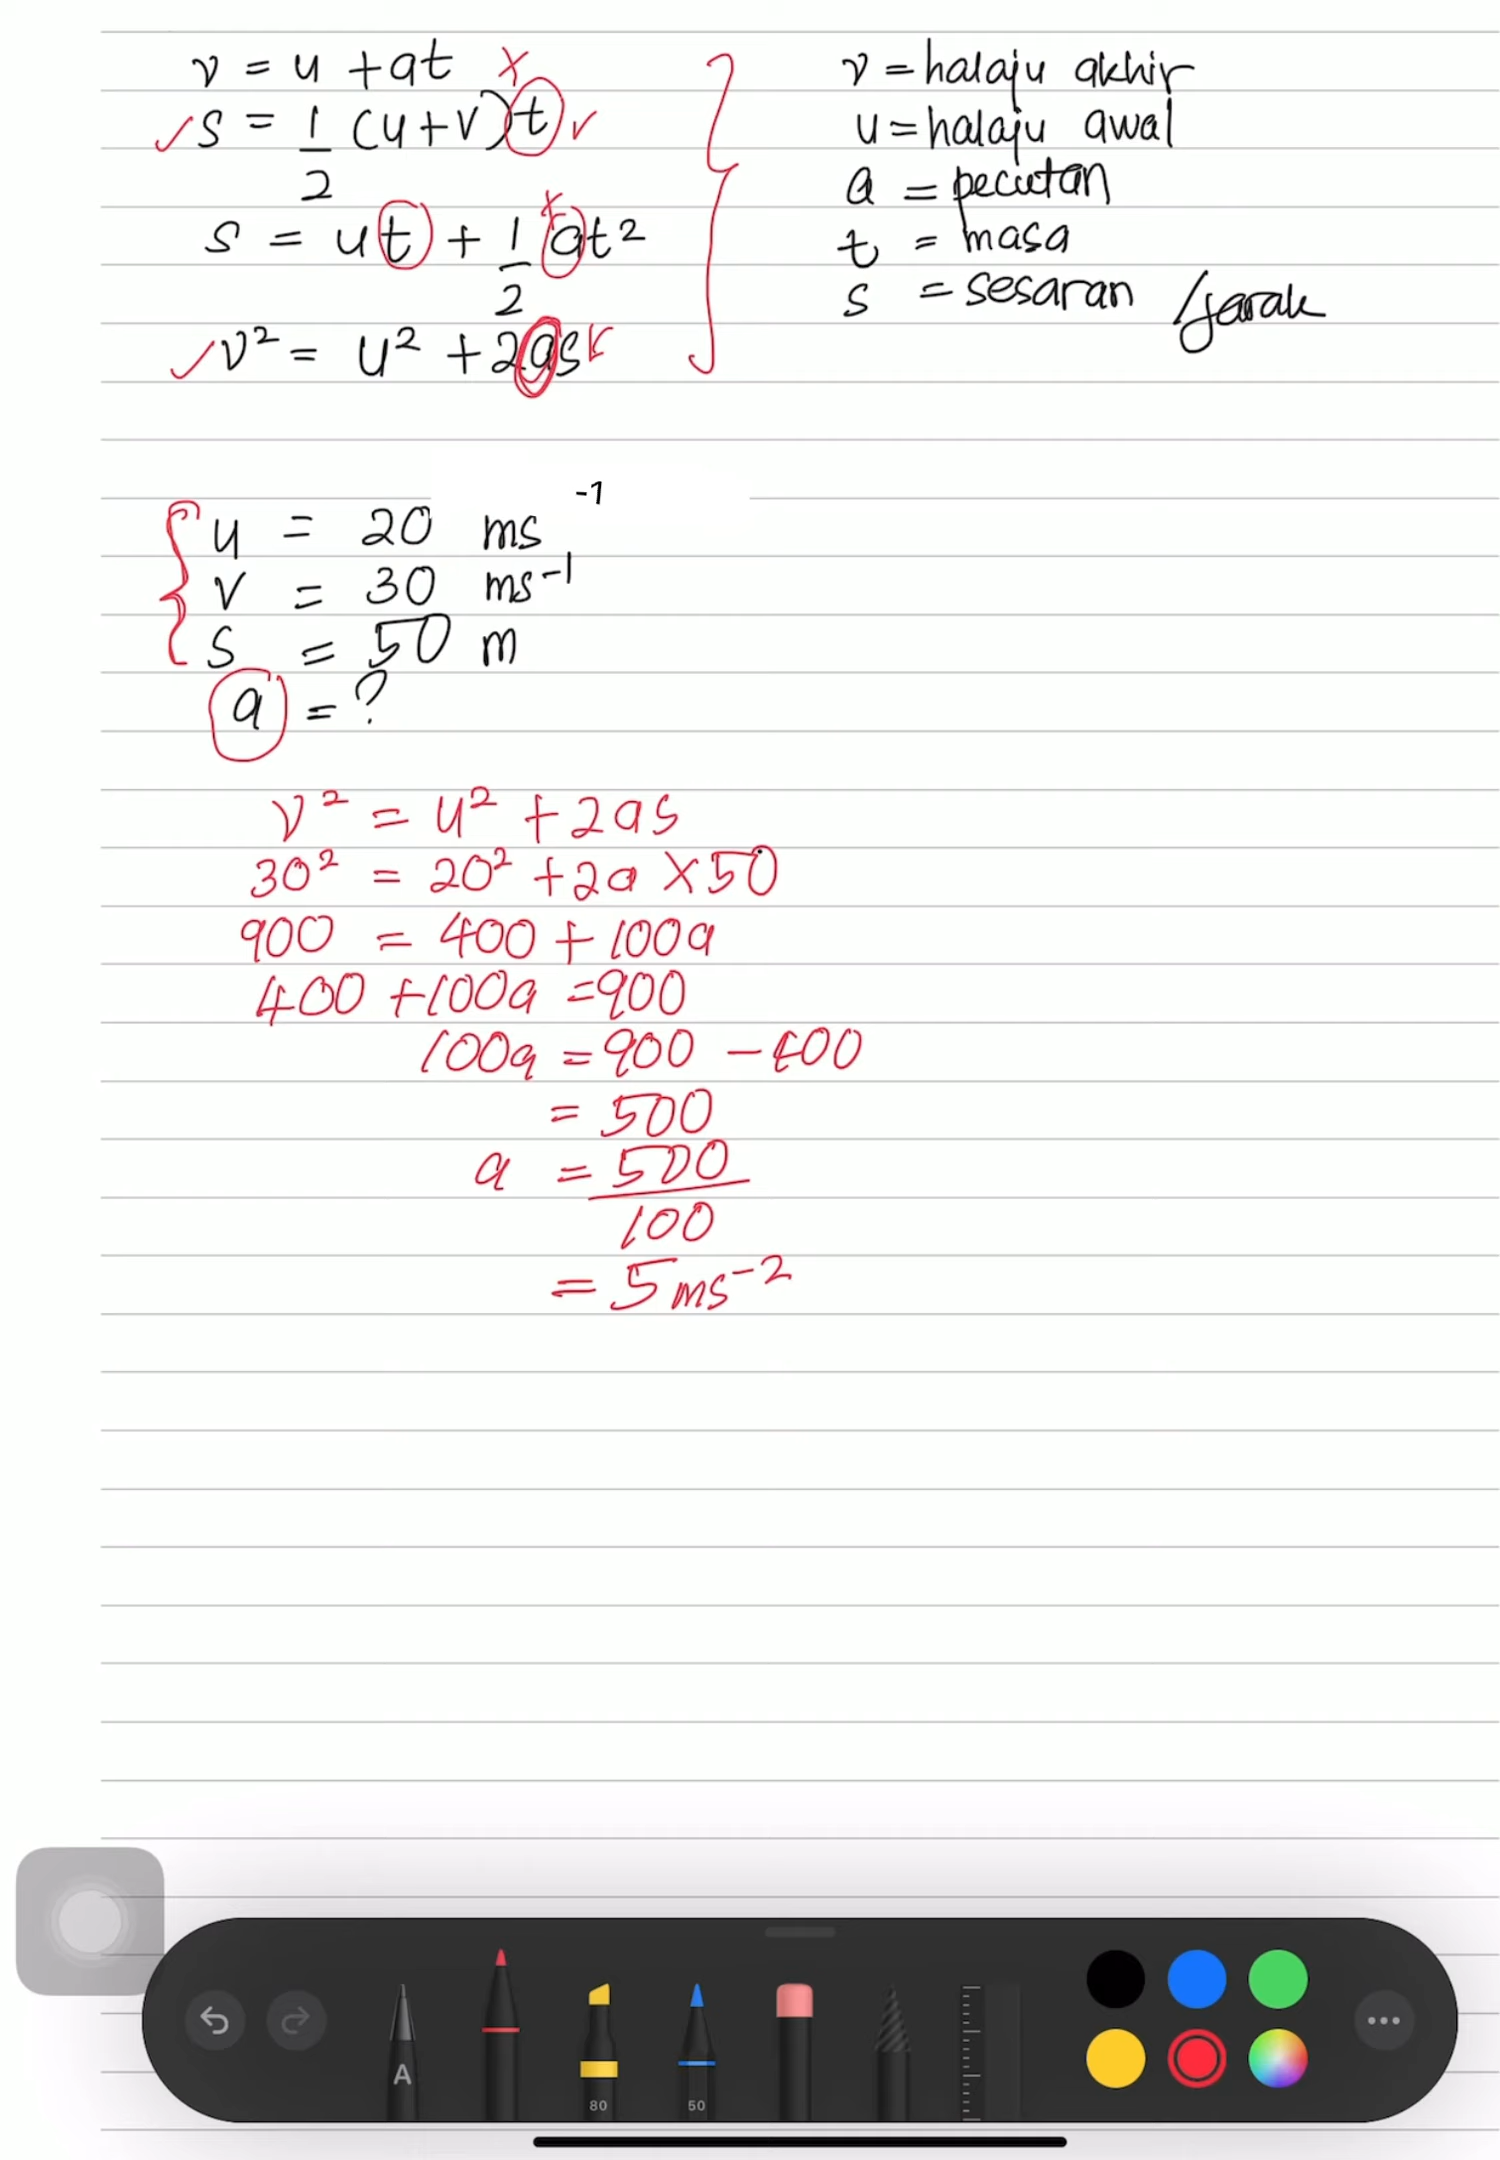 v = u + at ×
✓ s = 1/2 (u+v) t ✓
s = ut + 1/2 at²
✓ v² = u² + 2as ✓
v = halaju akhir
u = halaju awal
a = pecutan
t = masa
s = sesaran / jarak
u = 20 ms -1
v = 30 ms-1
s = 50 m
a = ?
v² = u² + 2as
30² = 20² + 2a × 50
900 = 400 + 100a
400 + 100a = 900
100a = 900 - 400
= 500
a = 500/100
= 5 ms-2
A
80
50